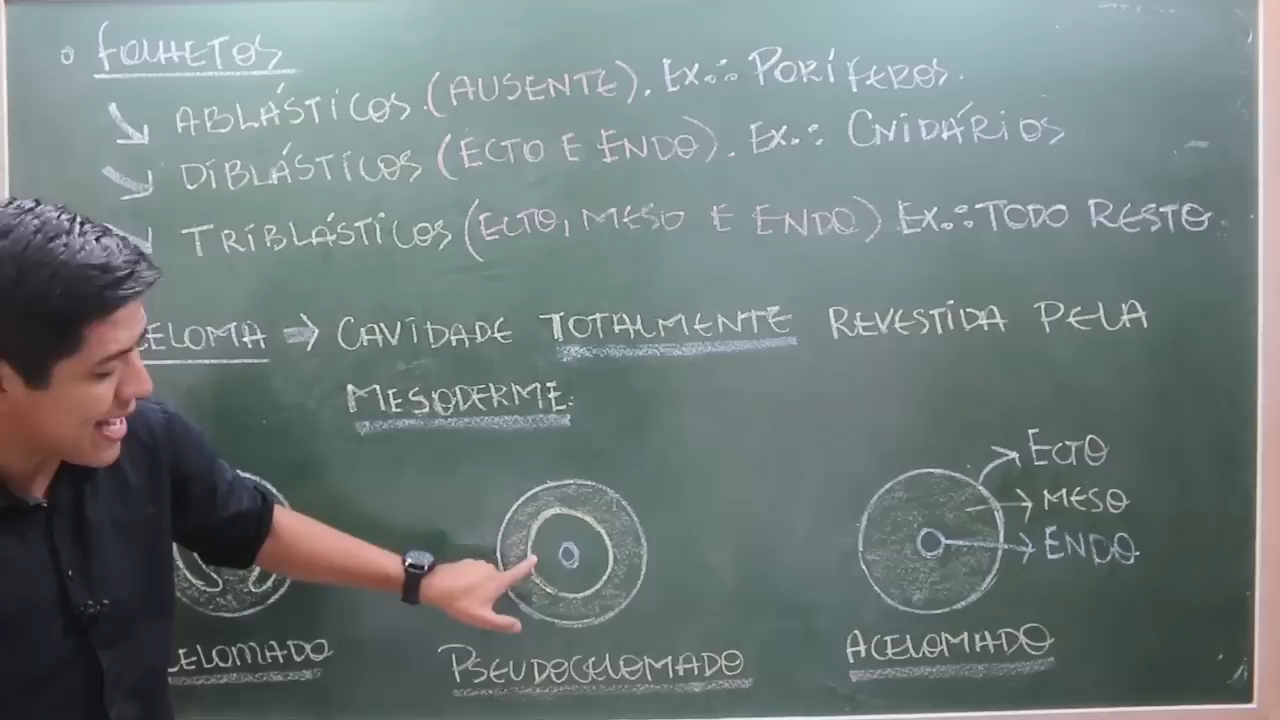 FOLHETOS
ABLÁSTICOS (AUSENTE). EX.: PORÍFEROS.
DIBLÁSTICOS (ECTO E ENDO). EX.: CNIDÁRIOS
TRIBLÁSTICOS (ECTO, MESO E ENDO) EX.: TODO RESTO.
ELOMA ⇒ CAVIDADE TOTALMENTE REVESTIDA PELA
MESODERME.
ECTO
MESO
ENDO
CELOMADO
PSEUDOCELOMADO
ACELOMADO